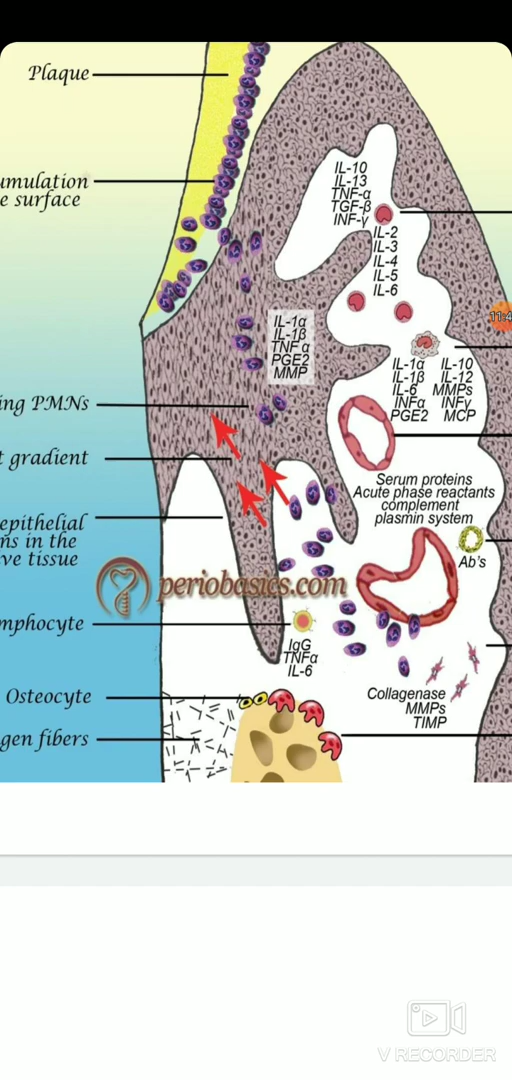 Plaque
umulation
e surface
IL-10
IL-13
TNF-α
TGF-β
INF-γ
IL-2
IL-3
IL-4
IL-5
IL-6
11:4
IL-1α
IL-1β
TNF α
PGE2
MMP
IL-1α
IL-1β
IL-6
INFα
PGE2
IL-10
IL-12
MMPs
INFγ
MCP
ing PMNs
t gradient
Serum proteins
Acute phase reactants
complement
plasmin system
epithelial
ns in the
ve tissue
Ab's
periobasics.com
mphocyte
IgG
TNFα
IL-6
Osteocyte
Collagenase
MMPs
TIMP
gen fibers
V RECORDER